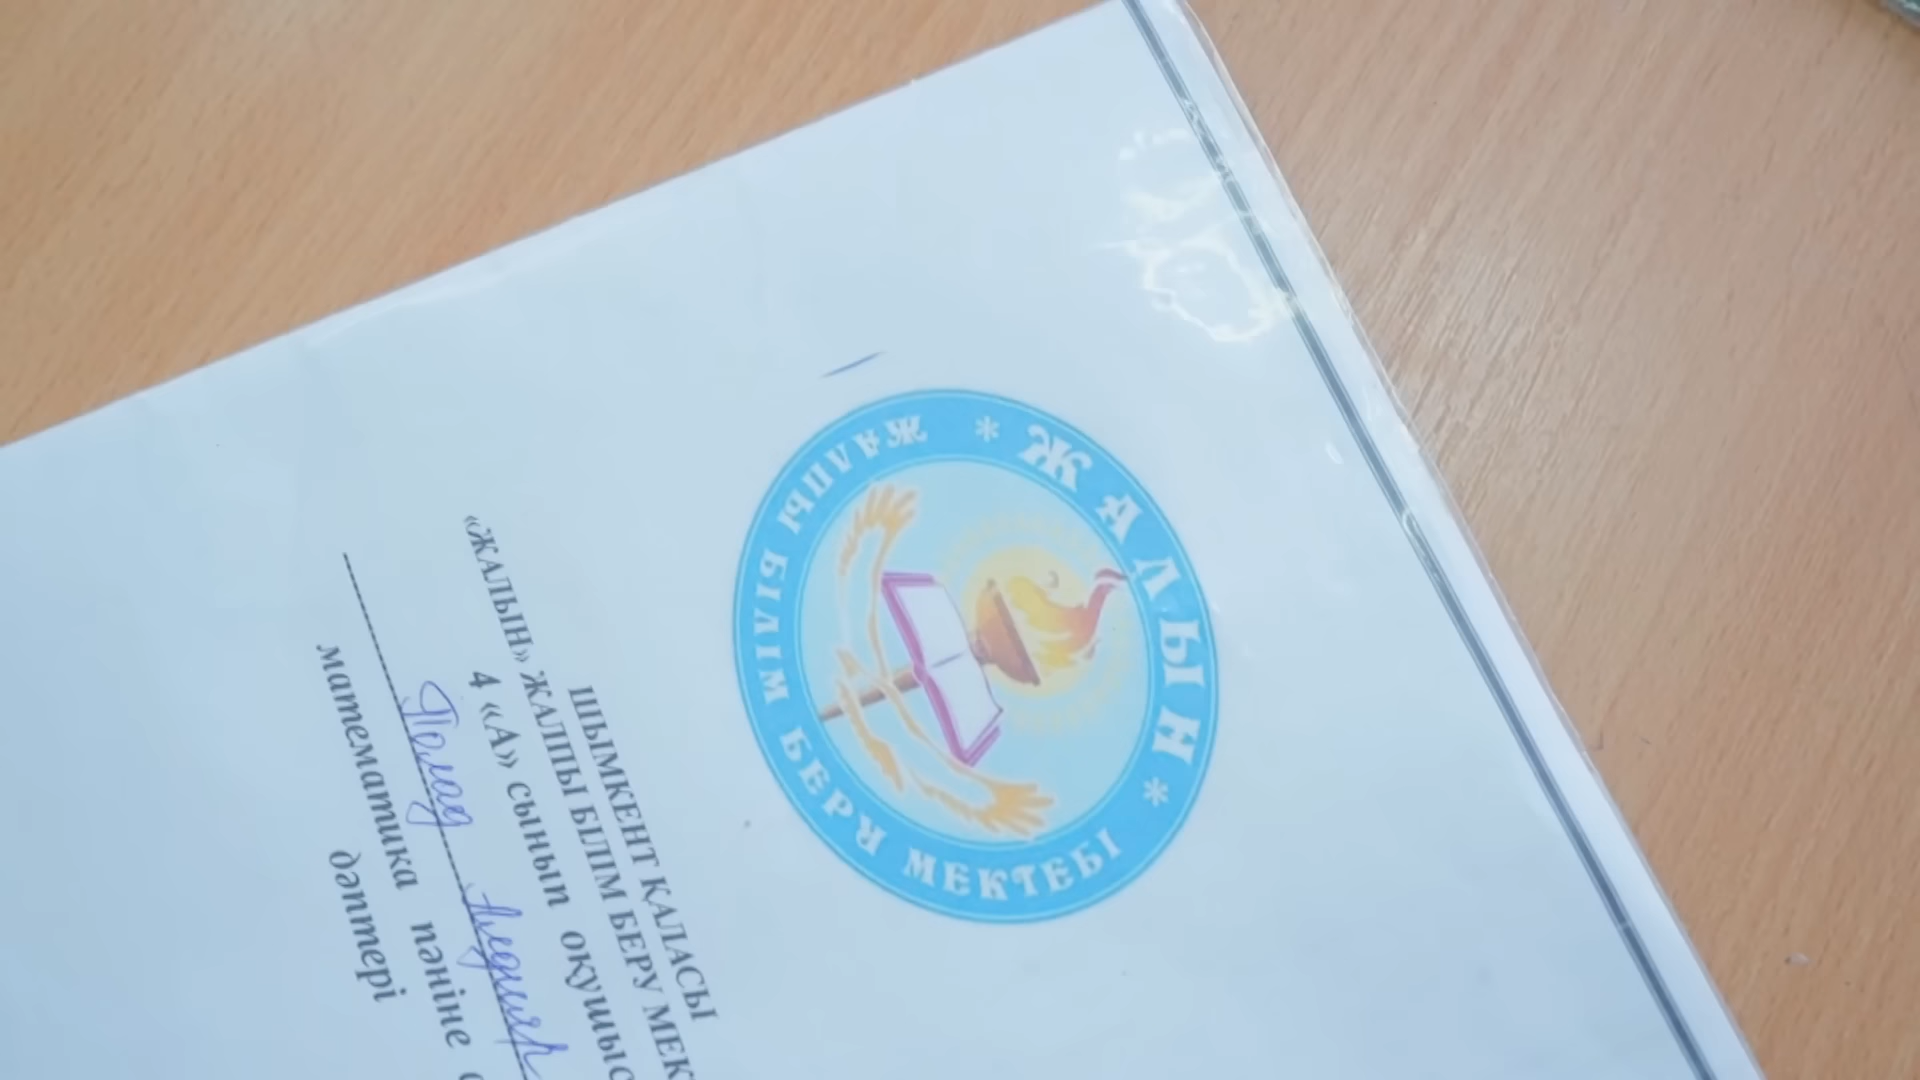 * ЖАЛЫН *
ЖАЛПЫ БІЛІМ БЕРУ МЕКТЕБІ
ШЫМКЕНТ ҚАЛАСЫ
«ЖАЛЫН» ЖАЛПЫ БІЛІМ БЕРУ МЕК
4 «А» сынып оқушыс
Полад
математика пәніне
дәптері